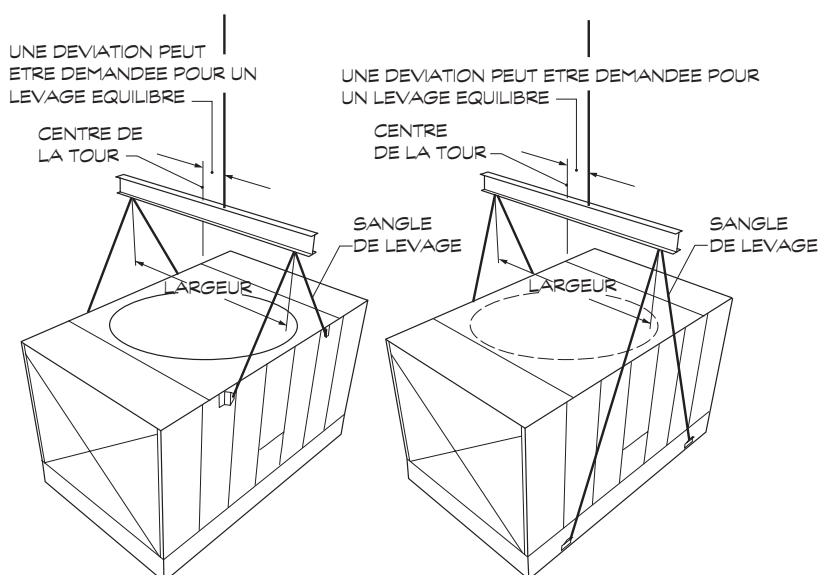 UNE DEVIATION PEUT
ETRE DEMANDEE POUR UN
LEVAGE EQUILIBRE
CENTRE DE
LA TOUR
SANGLE
DE LEVAGE
LARGEUR
UNE DEVIATION PEUT ETRE DEMANDEE POUR
UN LEVAGE EQUILIBRE
CENTRE
DE LA TOUR
SANGLE
DE LEVAGE
LARGEUR